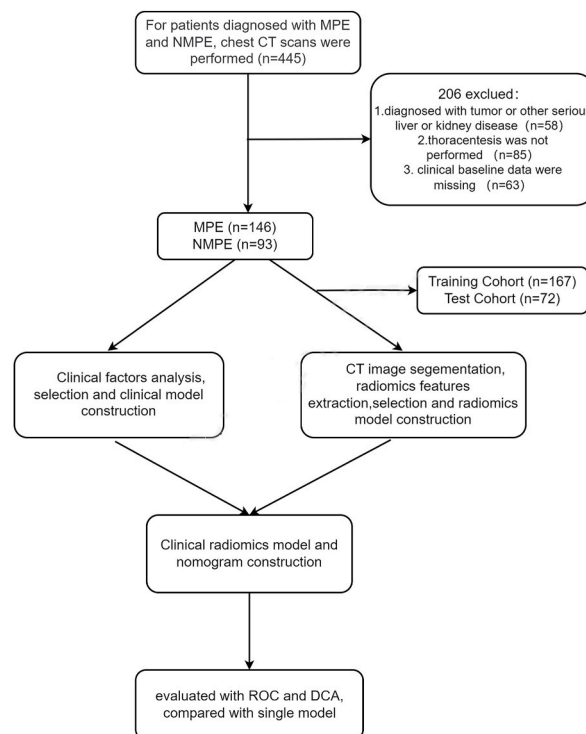 For patients diagnosed with MPE
and NMPE, chest CT scans were
performed (n=445)
206 exclued:
1.diagnosed with tumor or other serious
liver or kidney disease (n=58)
2.thoracentesis was not
performed (n=85)
3. clinical baseline data were
missing (n=63)
MPE (n=146)
NMPE (n=93)
Training Cohort (n=167)
Test Cohort (n=72)
Clinical factors analysis,
selection and clinical model
construction
CT image segementation,
radiomics features
extraction,selection and radiomics
model construction
Clinical radiomics model and
nomogram construction
evaluated with ROC and DCA,
compared with single model